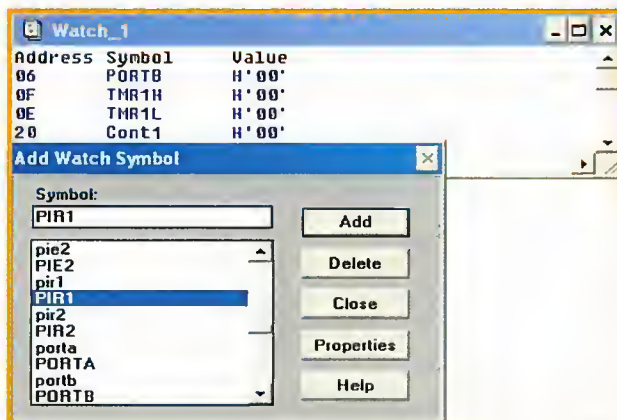 Watch_1
Address Symbol Value
06 PORTB H'00'
0F TMR1H H'00'
0E TMR1L H'00'
20 Cont1 H'00'
Add Watch Symbol
Symbol:
PIR1
Add
pie2
PIE2
pir1
PIR1
pir2
PIR2
porta
PORTA
portb
PORTB
Delete
Close
Properties
Help